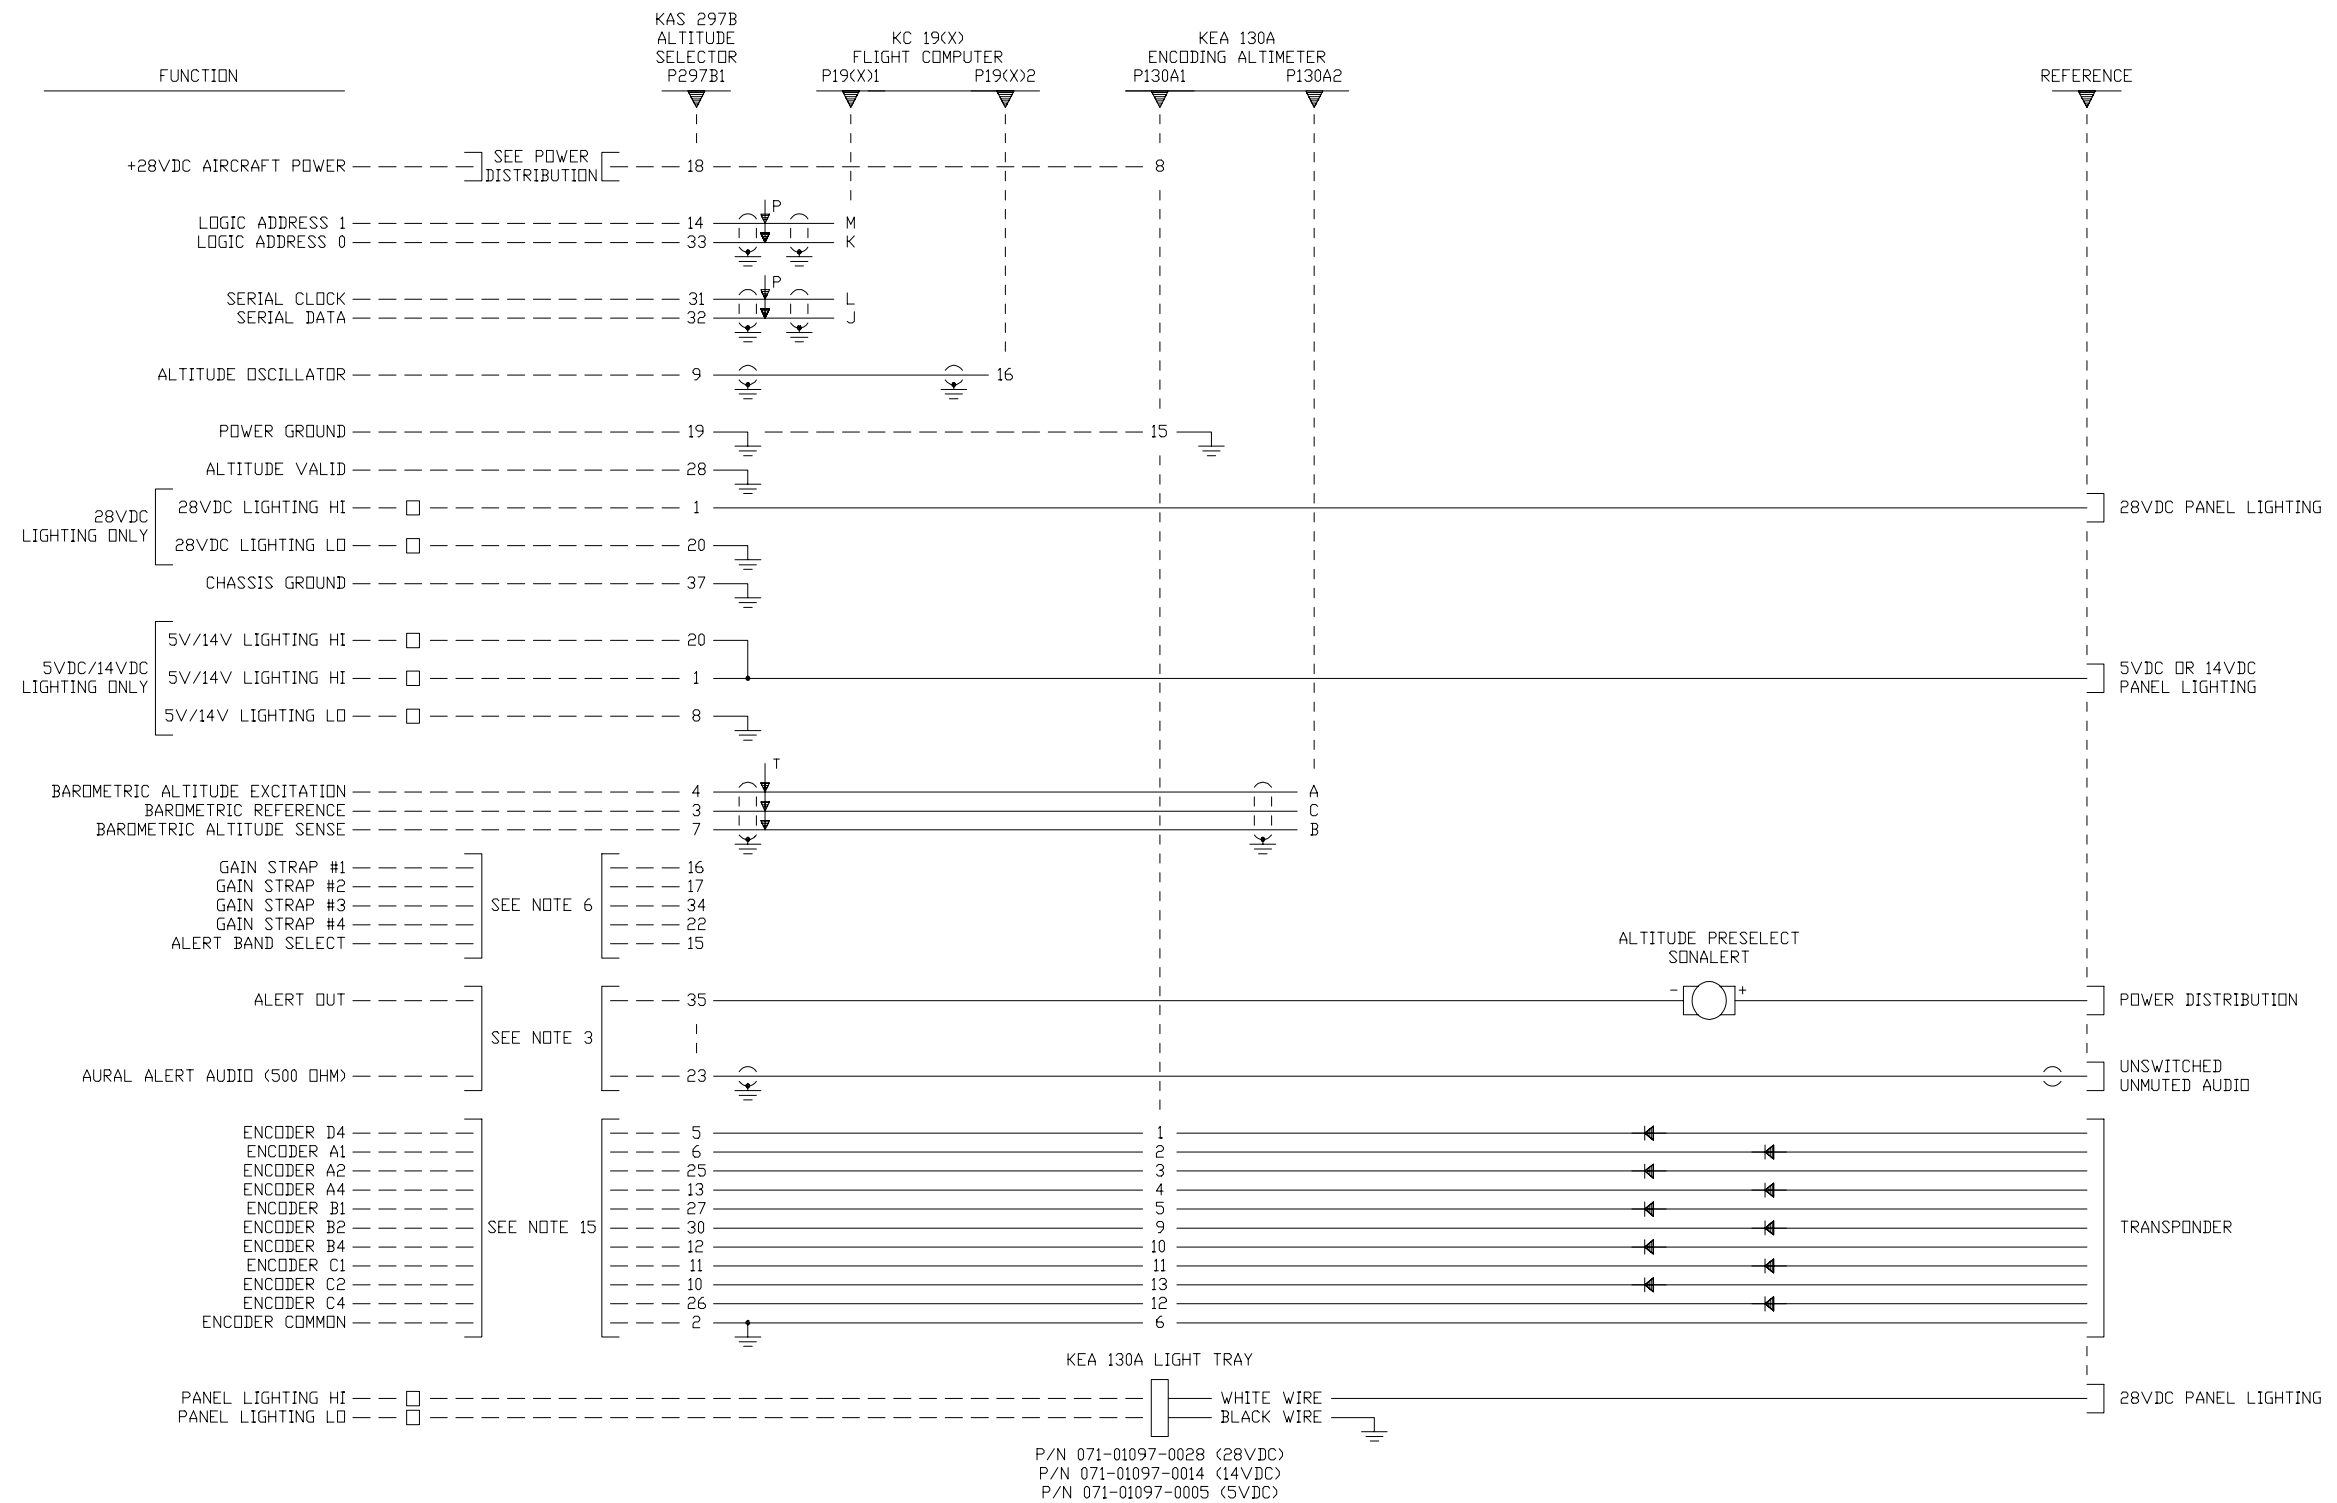 FUNCTION
KAS 297B
ALTITUDE
SELECTOR
P297B1
KC 19(X)
FLIGHT COMPUTER
P19(X)1 P19(X)2
KEA 130A
ENCODING ALTIMETER
P130A1 P130A2
REFERENCE
+28VDC AIRCRAFT POWER SEE POWER DISTRIBUTION 18 8
P
LOGIC ADDRESS 1 14 M
LOGIC ADDRESS 0 33 K
P
SERIAL CLOCK 31 L
SERIAL DATA 32 J
ALTITUDE OSCILLATOR 9 16
POWER GROUND 19 15
ALTITUDE VALID 28
28VDC
LIGHTING ONLY
28VDC LIGHTING HI 1 28VDC PANEL LIGHTING
28VDC LIGHTING LO 20
CHASSIS GROUND 37
5VDC/14VDC
LIGHTING ONLY
5V/14V LIGHTING HI 20
5V/14V LIGHTING HI 1
5VDC OR 14VDC
PANEL LIGHTING
5V/14V LIGHTING LO 8
T
BAROMETRIC ALTITUDE EXCITATION 4 A
BAROMETRIC REFERENCE 3 C
BAROMETRIC ALTITUDE SENSE 7 B
GAIN STRAP #1 16
GAIN STRAP #2 17
GAIN STRAP #3 SEE NOTE 6 34
GAIN STRAP #4 22
ALERT BAND SELECT 15
ALTITUDE PRESELECT
SONALERT
ALERT OUT 35 - + POWER DISTRIBUTION
SEE NOTE 3
AURAL ALERT AUDIO (500 OHM) 23
UNSWITCHED
UNMUTED AUDIO
ENCODER D4 5 1
ENCODER A1 6 2
ENCODER A2 25 3
ENCODER A4 13 4
ENCODER B1 27 5
ENCODER B2 SEE NOTE 15 30 9 TRANSPONDER
ENCODER B4 12 10
ENCODER C1 11 11
ENCODER C2 10 13
ENCODER C4 26 12
ENCODER COMMON 2 6
KEA 130A LIGHT TRAY
PANEL LIGHTING HI WHITE WIRE 28VDC PANEL LIGHTING
PANEL LIGHTING LO BLACK WIRE
P/N 071-01097-0028 (28VDC)
P/N 071-01097-0014 (14VDC)
P/N 071-01097-0005 (5VDC)